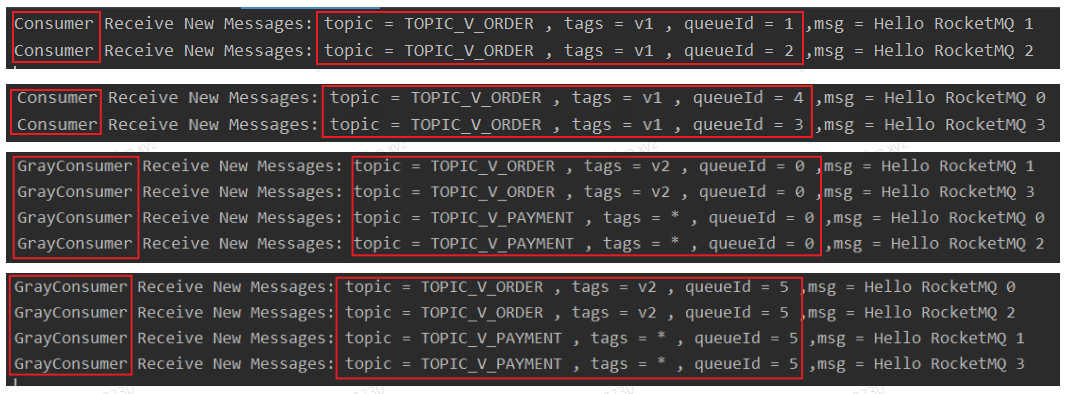 Consumer Receive New Messages: topic = TOPIC_V_ORDER , tags = v1 , queueId = 1 ,msg = Hello RocketMQ 1
Consumer Receive New Messages: topic = TOPIC_V_ORDER , tags = v1 , queueId = 2 ,msg = Hello RocketMQ 2
Consumer Receive New Messages: topic = TOPIC_V_ORDER , tags = v1 , queueId = 4 ,msg = Hello RocketMQ 0
Consumer Receive New Messages: topic = TOPIC_V_ORDER , tags = v1 , queueId = 3 ,msg = Hello RocketMQ 3
GrayConsumer Receive New Messages: topic = TOPIC_V_ORDER , tags = v2 , queueId = 0 ,msg = Hello RocketMQ 1
GrayConsumer Receive New Messages: topic = TOPIC_V_ORDER , tags = v2 , queueId = 0 ,msg = Hello RocketMQ 3
GrayConsumer Receive New Messages: topic = TOPIC_V_PAYMENT , tags = * , queueId = 0 ,msg = Hello RocketMQ 0
GrayConsumer Receive New Messages: topic = TOPIC_V_PAYMENT , tags = * , queueId = 0 ,msg = Hello RocketMQ 2
GrayConsumer Receive New Messages: topic = TOPIC_V_ORDER , tags = v2 , queueId = 5 ,msg = Hello RocketMQ 0
GrayConsumer Receive New Messages: topic = TOPIC_V_ORDER , tags = v2 , queueId = 5 ,msg = Hello RocketMQ 2
GrayConsumer Receive New Messages: topic = TOPIC_V_PAYMENT , tags = * , queueId = 5 ,msg = Hello RocketMQ 1
GrayConsumer Receive New Messages: topic = TOPIC_V_PAYMENT , tags = * , queueId = 5 ,msg = Hello RocketMQ 3